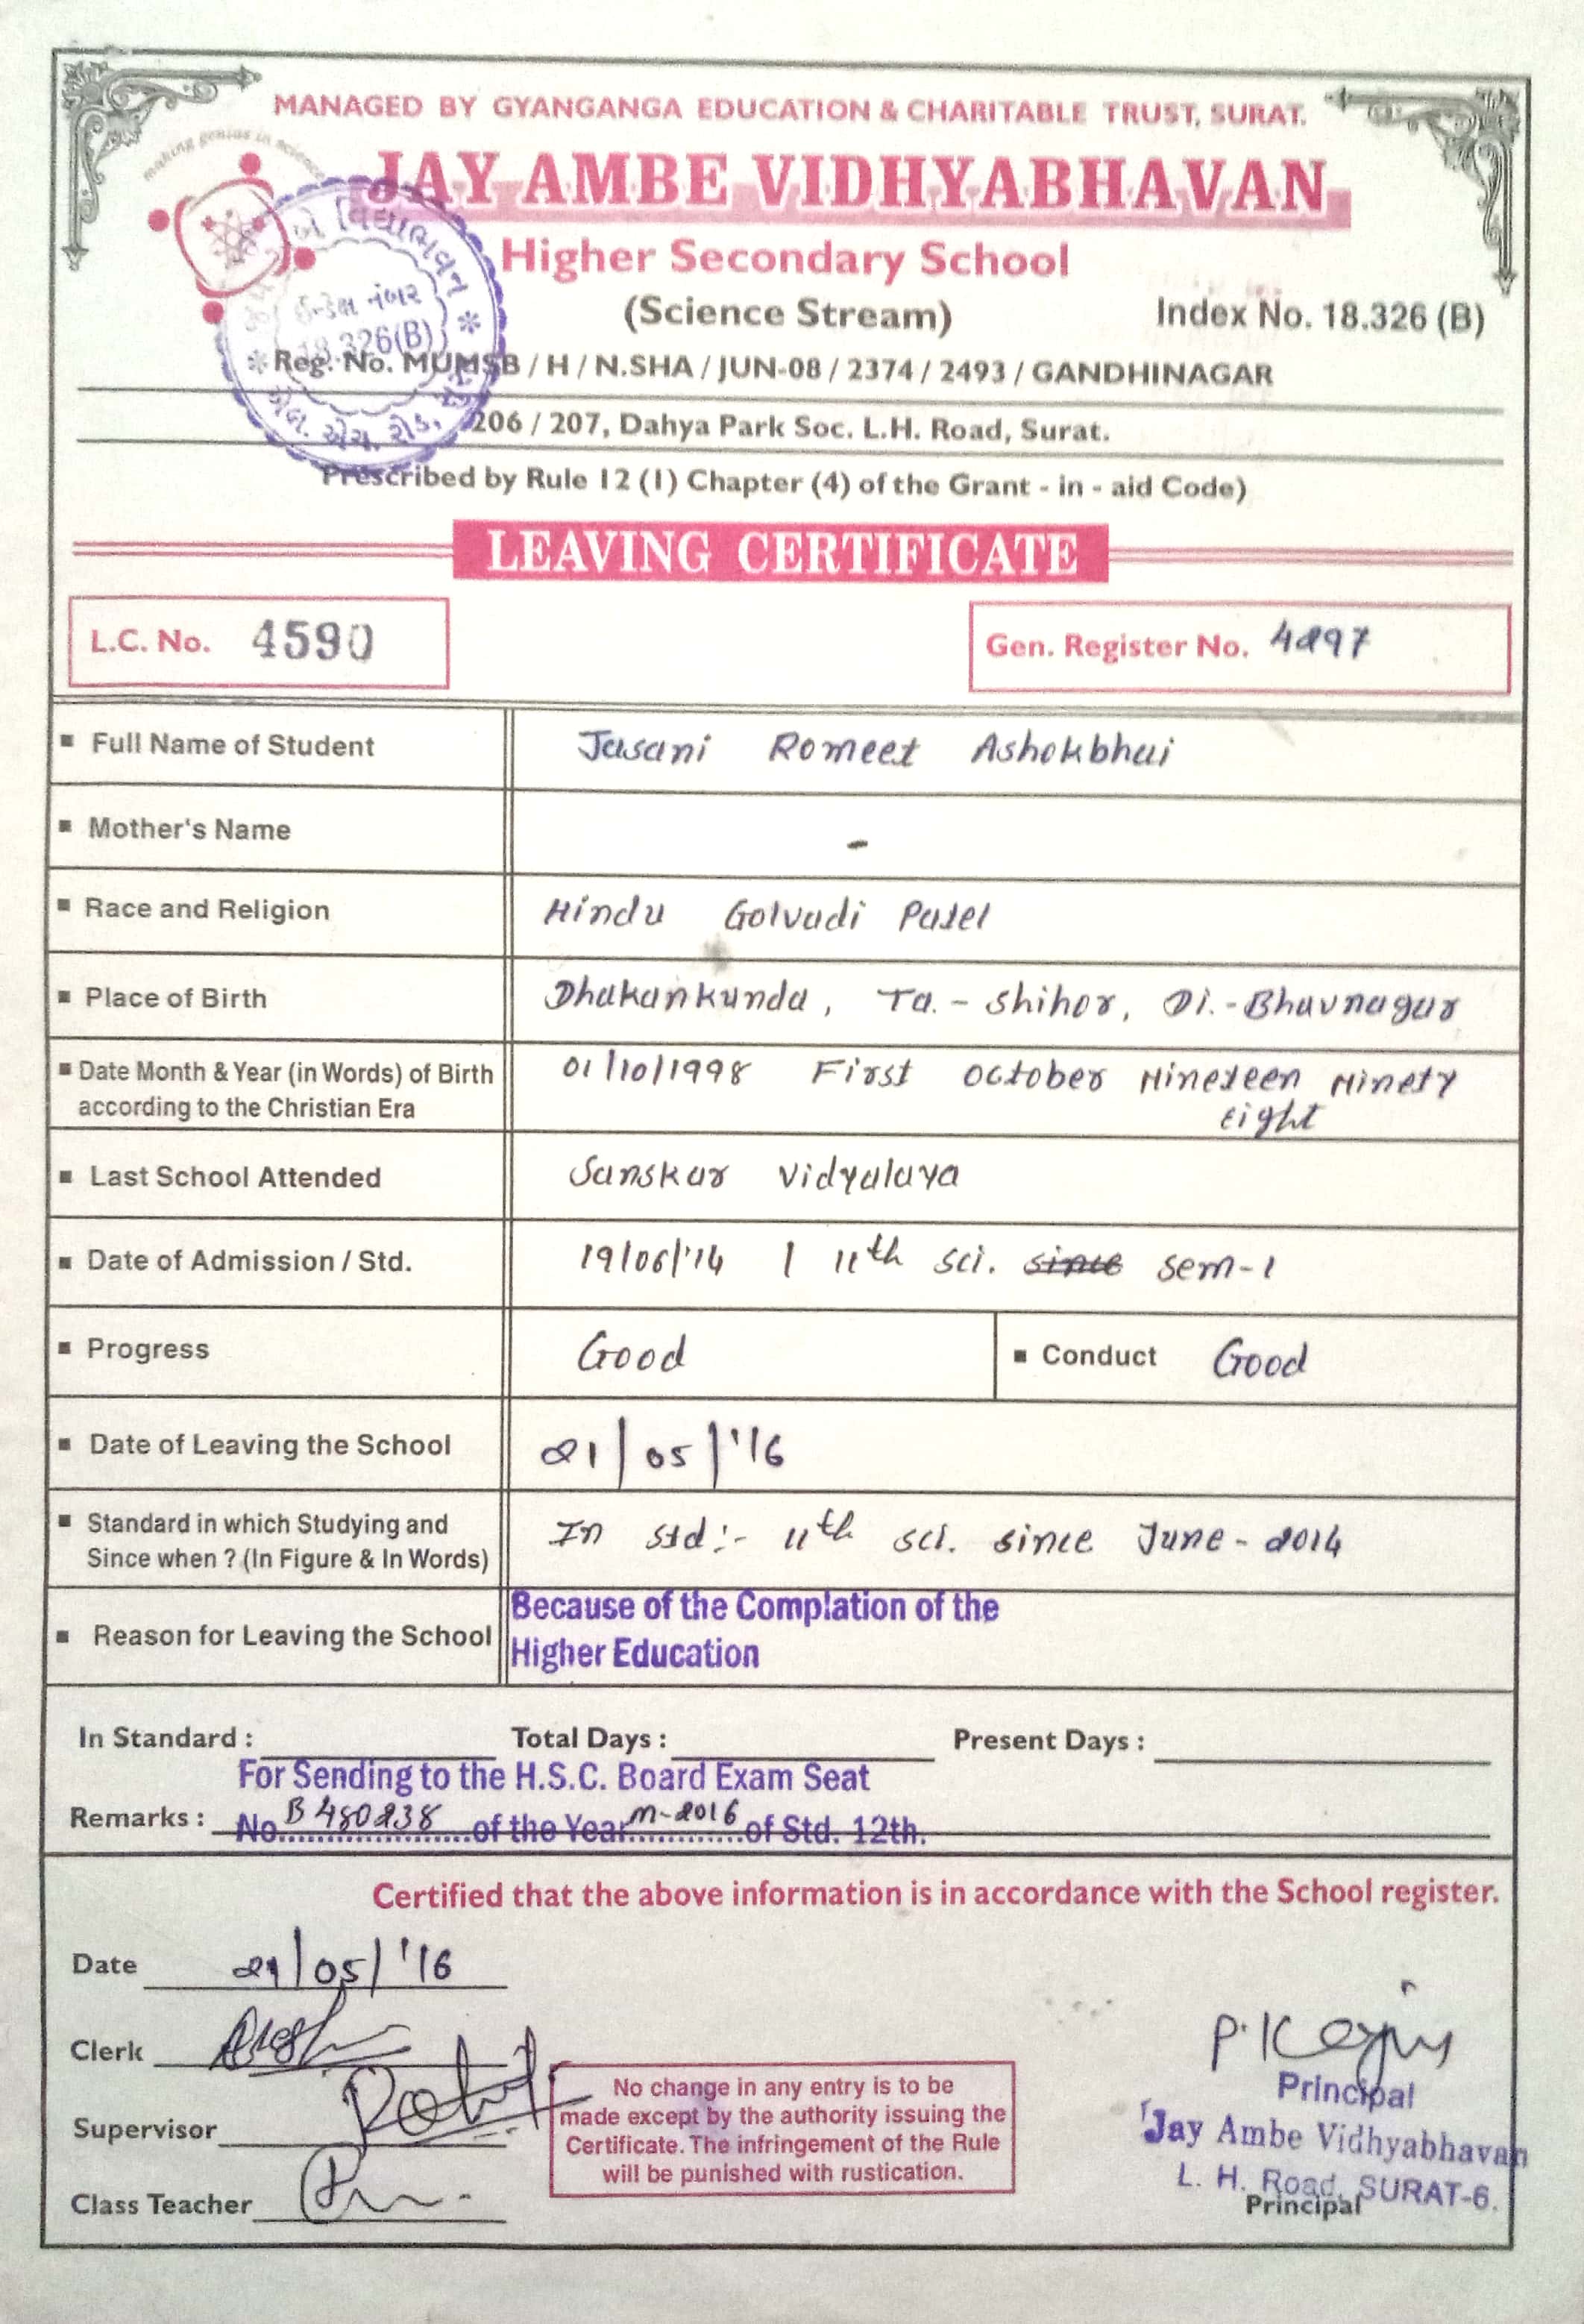 MANAGED BY GYANGANGA EDUCATION & CHARITABLE TRUST, SURAT.
making genius in science
JAY AMBE VIDHYABHAVAN
Higher Secondary School
(Science Stream)
Index No. 18.326 (B)
વિદ્યાભવન
ઈન્ડેક્ષ નંબર
18.326(B)
એલ. એચ. રોડ,
Reg. No. MUMSB / H / N.SHA / JUN-08 / 2374 / 2493 / GANDHINAGAR
206 / 207, Dahya Park Soc. L.H. Road, Surat.
Prescribed by Rule 12 (1) Chapter (4) of the Grant - in - aid Code)
LEAVING CERTIFICATE
L.C. No. 4590
Gen. Register No. 4297
Full Name of Student Jasani Romeet Ashokbhai
Mother's Name -
Race and Religion Hindu Golvadi Patel
Place of Birth Dhakankunda, Ta.- Shihor, Di.-Bhavnagar
Date Month & Year (in Words) of Birth according to the Christian Era 01/10/1998 First October Nineteen Ninety
eight
Last School Attended Sanskar Vidyalaya
Date of Admission / Std. 19/06/'14 | 11th sci. since sem-1
Progress Good Conduct Good
Date of Leaving the School 21/05/'16
Standard in which Studying and
Since when ? (In Figure & In Words) In std:- 11th sci. since June- 2014
Reason for Leaving the School Because of the Complation of the
Higher Education
In Standard : Total Days : Present Days :
For Sending to the H.S.C. Board Exam Seat
Remarks : No. B 480238 of the Year M-2016 of Std. 12th.
Certified that the above information is in accordance with the School register.
Date 21/05/'16
Clerk
Supervisor
Class Teacher
No change in any entry is to be
made except by the authority issuing the
Certificate. The infringement of the Rule
will be punished with rustication.
Principal
Jay Ambe Vidhyabhavan
L. H. Road, SURAT-6.
Principal